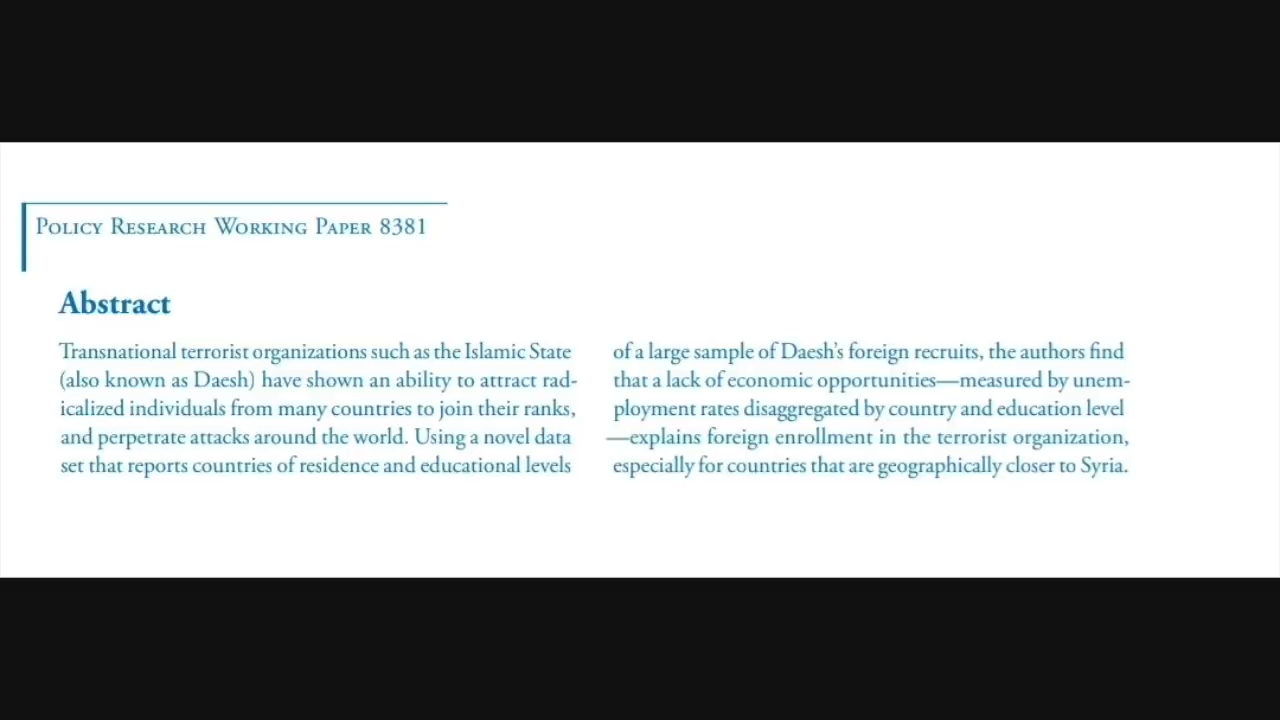 Policy Research Working Paper 8381
Abstract
Transnational terrorist organizations such as the Islamic State
(also known as Daesh) have shown an ability to attract rad-
icalized individuals from many countries to join their ranks,
and perpetrate attacks around the world. Using a novel data
set that reports countries of residence and educational levels
of a large sample of Daesh's foreign recruits, the authors find
that a lack of economic opportunities—measured by unem-
ployment rates disaggregated by country and education level
—explains foreign enrollment in the terrorist organization,
especially for countries that are geographically closer to Syria.